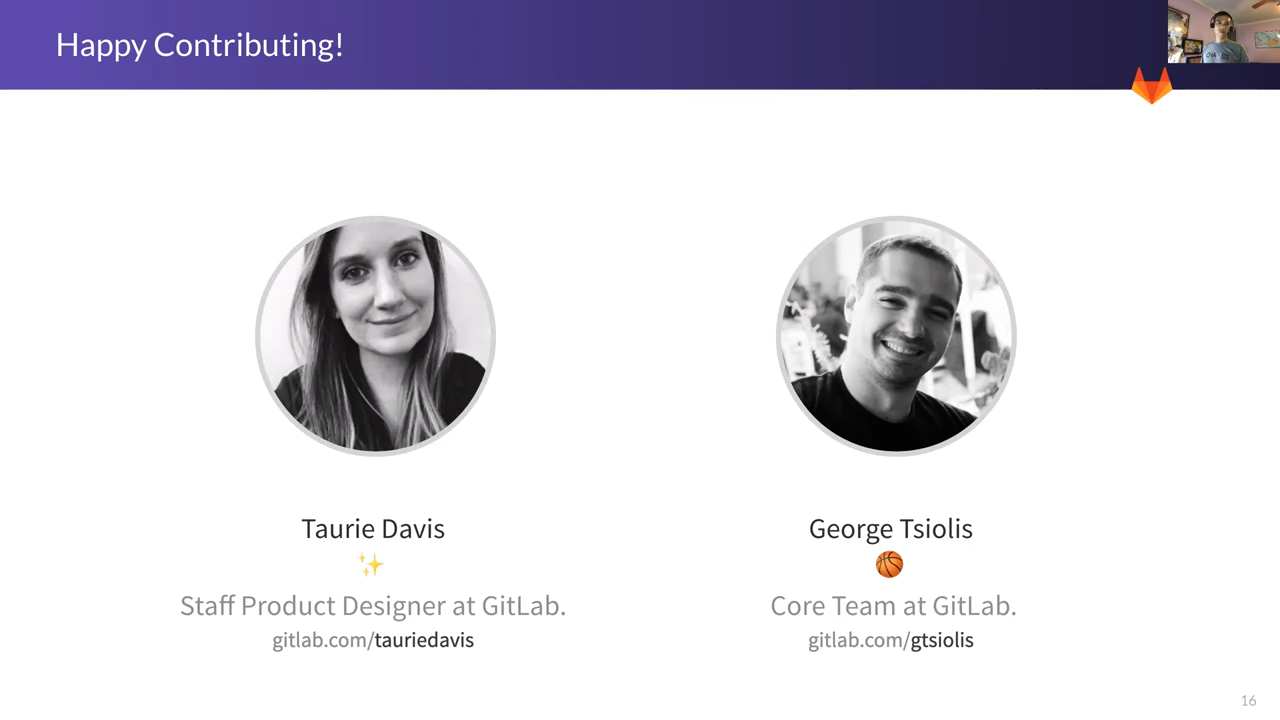 Happy Contributing!
Taurie Davis
✨
Staff Product Designer at GitLab.
gitlab.com/tauriedavis
George Tsiolis
🏀
Core Team at GitLab.
gitlab.com/gtsiolis
16